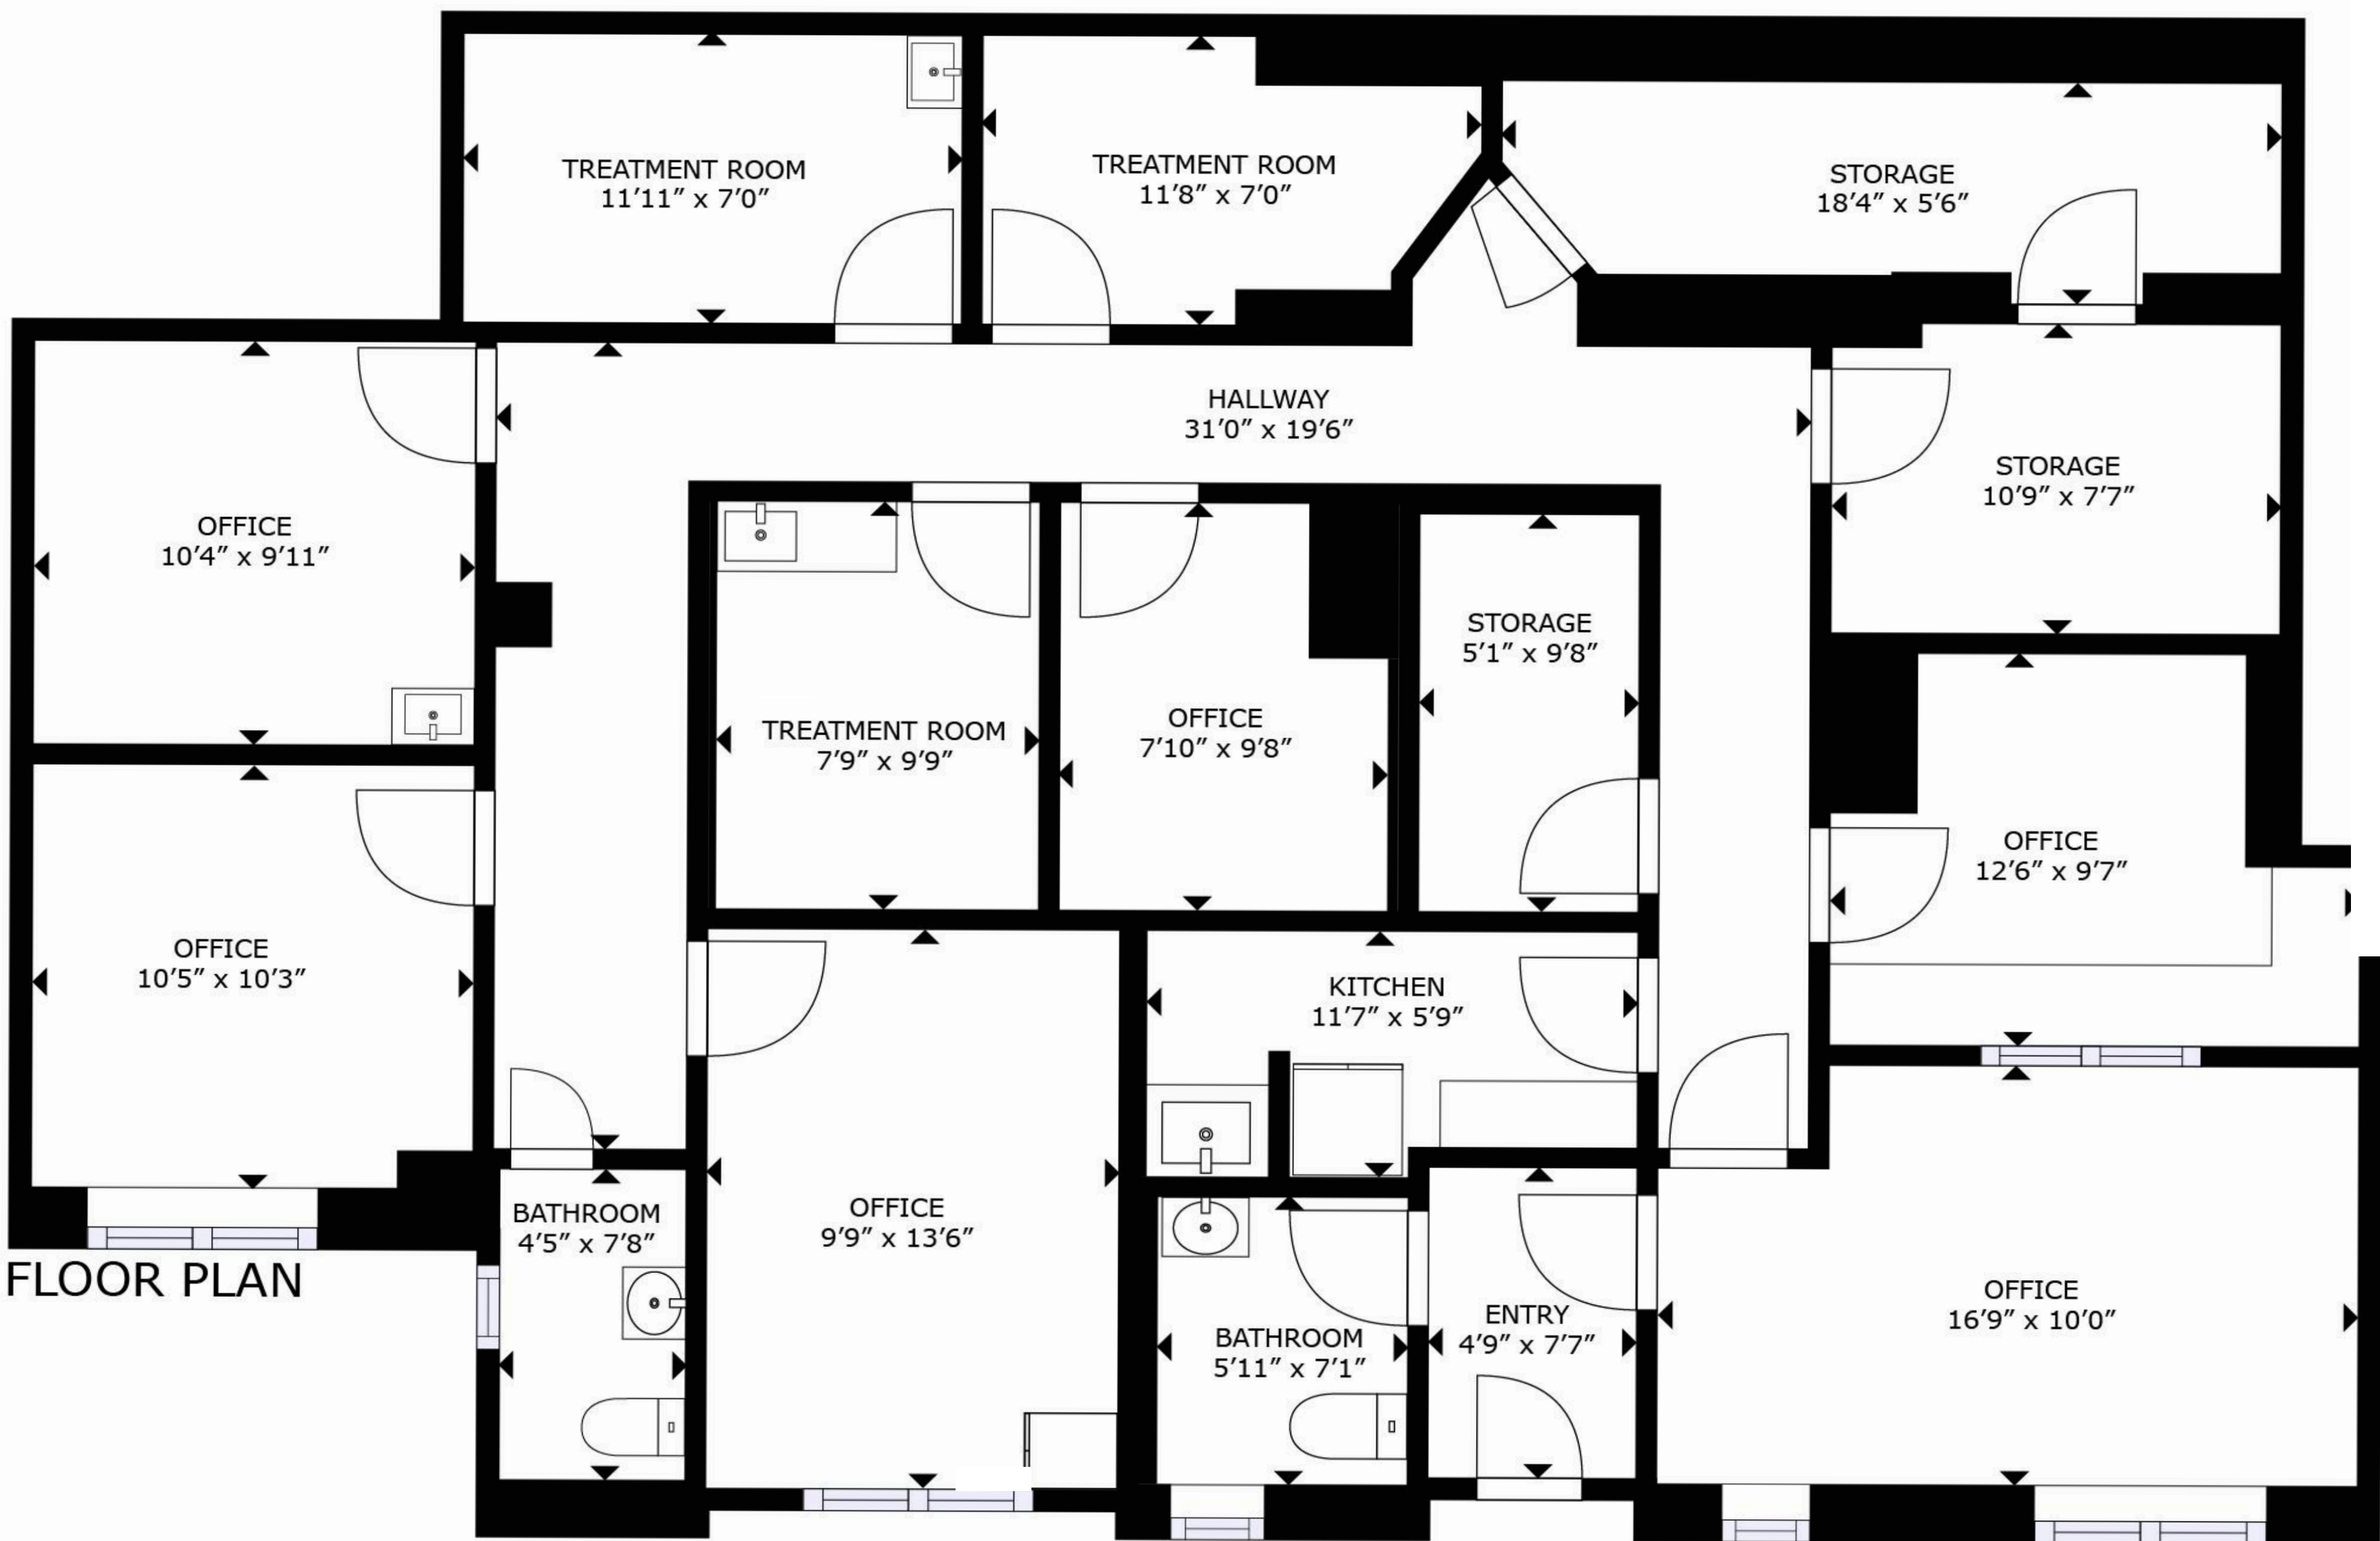 TREATMENT ROOM
11’11” x 7’0”
TREATMENT ROOM
11’8” x 7’0”
STORAGE
18’4” x 5’6”
HALLWAY
31’0” x 19’6”
STORAGE
10’9” x 7’7”
OFFICE
10’4” x 9’11”
STORAGE
5’1” x 9’8”
TREATMENT ROOM
7’9” x 9’9”
OFFICE
7’10” x 9’8”
OFFICE
12’6” x 9’7”
OFFICE
10’5” x 10’3”
KITCHEN
11’7” x 5’9”
BATHROOM
4’5” x 7’8”
OFFICE
9’9” x 13’6”
FLOOR PLAN
BATHROOM
5’11” x 7’1”
ENTRY
4’9” x 7’7”
OFFICE
16’9” x 10’0”